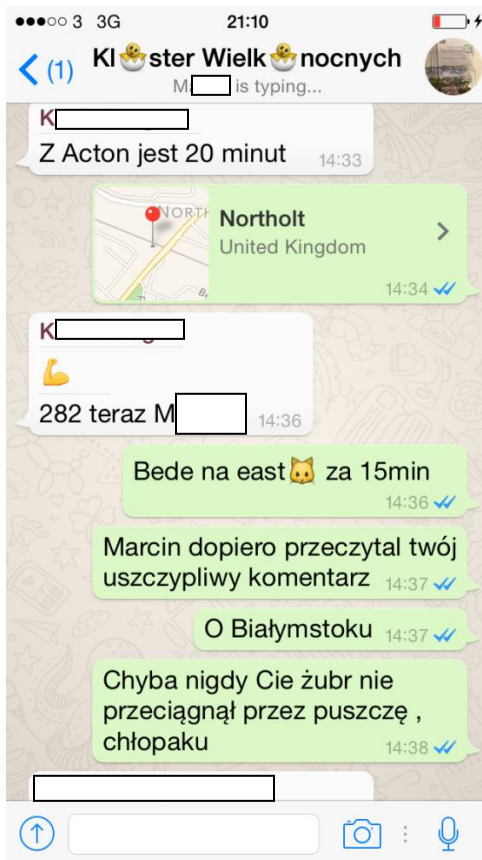 3 3G 21:10
(1) Kl🐣ster Wielk🐣nocnych
M is typing...
K
Z Acton jest 20 minut 14:33
Northolt
United Kingdom
14:34
K
💪
282 teraz M 14:36
Bede na east🐱 za 15min
14:36
Marcin dopiero przeczytal twój
uszczypliwy komentarz 14:37
O Białymstoku 14:37
Chyba nigdy Cie żubr nie
przeciągnął przez puszczę ,
chłopaku 14:38